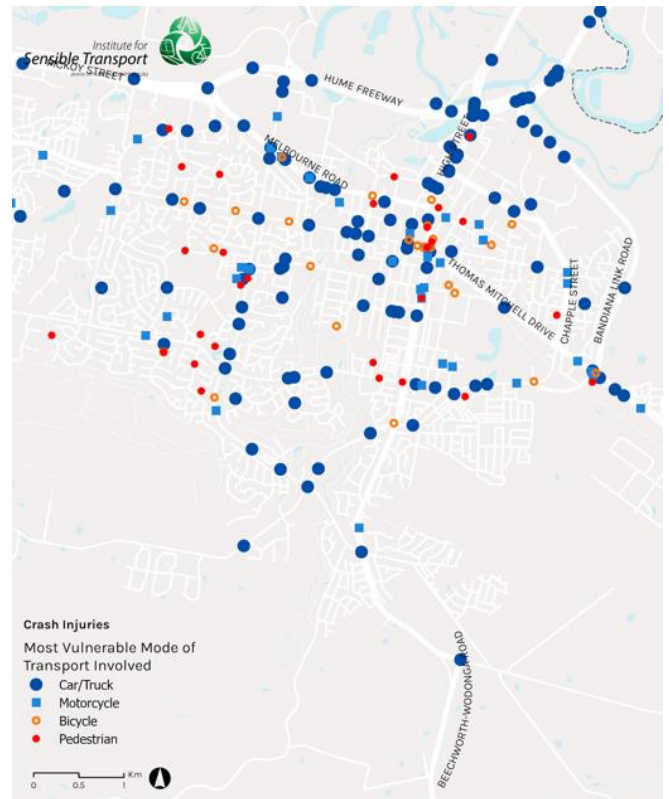 Institute for
Sensible Transport
MCKOY STREET
HUME FREEWAY
MELBOURNE ROAD
HIGH STREET
THOMAS MITCHELL DRIVE
CHAPPLE STREET
BANDIANA LINK ROAD
BEECHWORTH-WODONGA ROAD
Crash Injuries
Most Vulnerable Mode of
Transport Involved
Car/Truck
Motorcycle
Bicycle
Pedestrian
0 0.5 1 Km